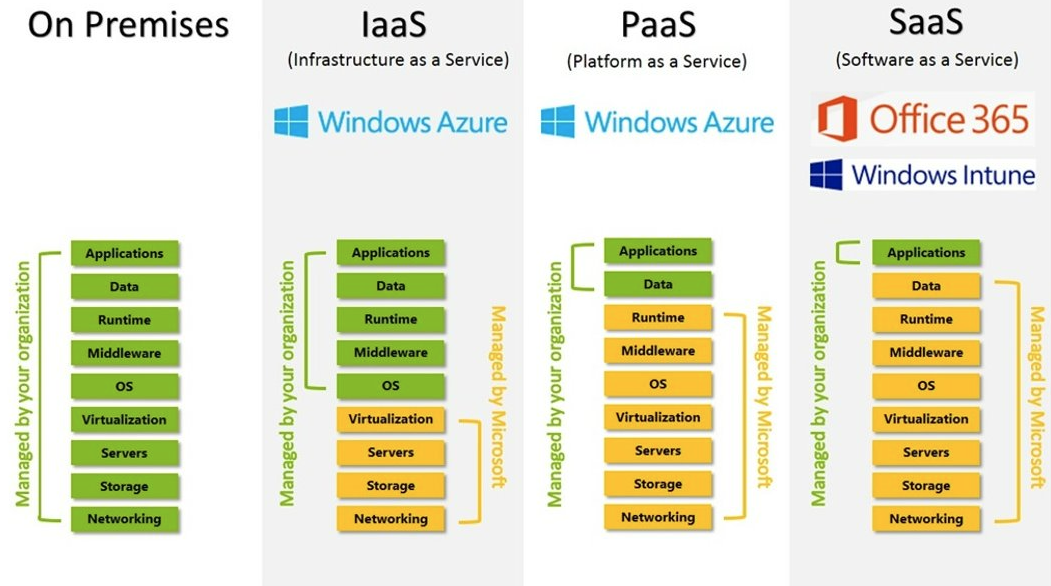 On Premises
Managed by your organization
Applications
Data
Runtime
Middleware
OS
Virtualization
Servers
Storage
Networking
IaaS
(Infrastructure as a Service)
Windows Azure
Managed by your organization
Applications
Data
Runtime
Middleware
OS
Virtualization
Servers
Storage
Networking
Managed by Microsoft
PaaS
(Platform as a Service)
Windows Azure
Managed by your organization
Applications
Data
Runtime
Middleware
OS
Virtualization
Servers
Storage
Networking
Managed by Microsoft
SaaS
(Software as a Service)
Office 365
Windows Intune
Managed by your organization
Applications
Data
Runtime
Middleware
OS
Virtualization
Servers
Storage
Networking
Managed by Microsoft